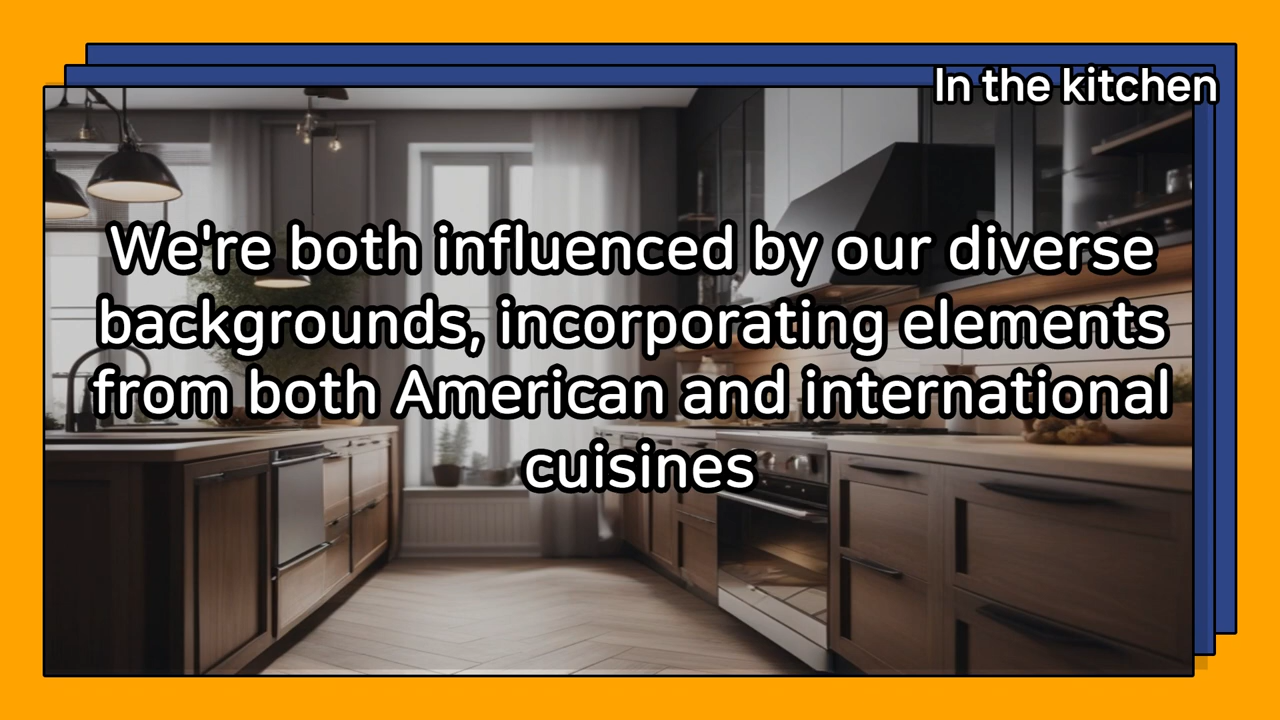 In the kitchen
We're both influenced by our diverse
backgrounds, incorporating elements
from both American and international
cuisines